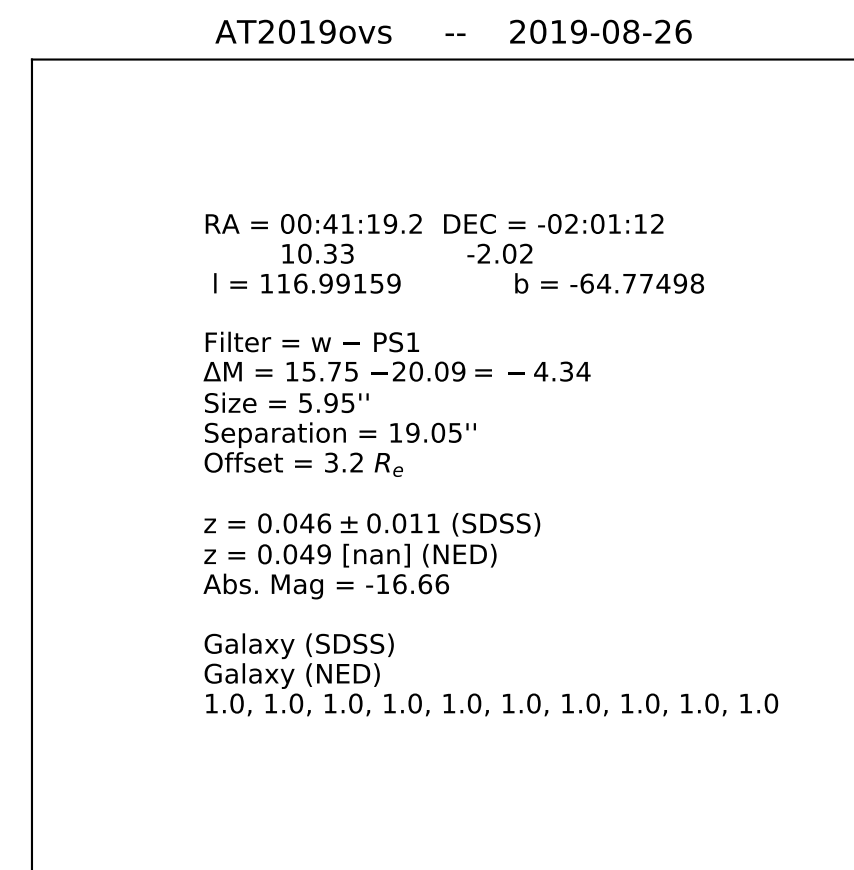 AT2019ovs -- 2019-08-26
RA = 00:41:19.2 DEC = -02:01:12
10.33 -2.02
l = 116.99159 b = -64.77498
Filter = w − PS1
ΔM = 15.75 −20.09 = − 4.34
Size = 5.95''
Separation = 19.05''
Offset = 3.2 Rₑ
z = 0.046 ± 0.011 (SDSS)
z = 0.049 [nan] (NED)
Abs. Mag = -16.66
Galaxy (SDSS)
Galaxy (NED)
1.0, 1.0, 1.0, 1.0, 1.0, 1.0, 1.0, 1.0, 1.0, 1.0